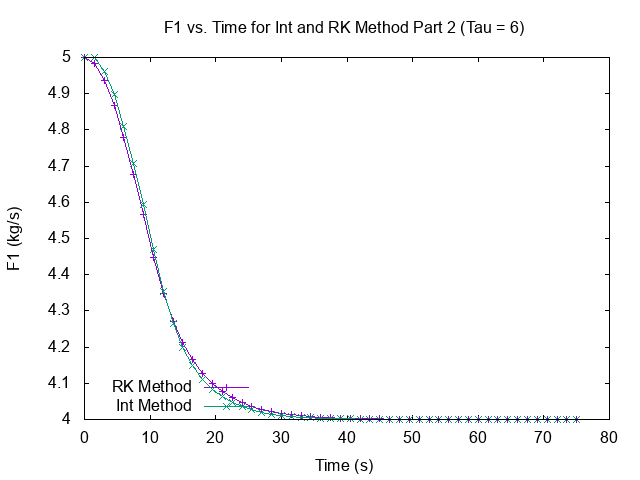 F1 vs. Time for Int and RK Method Part 2 (Tau = 6)
5
4.9
4.8
4.7
4.6
4.5
4.4
4.3
4.2
4.1
4
F1 (kg/s)
RK Method
Int Method
0 10 20 30 40 50 60 70 80
Time (s)